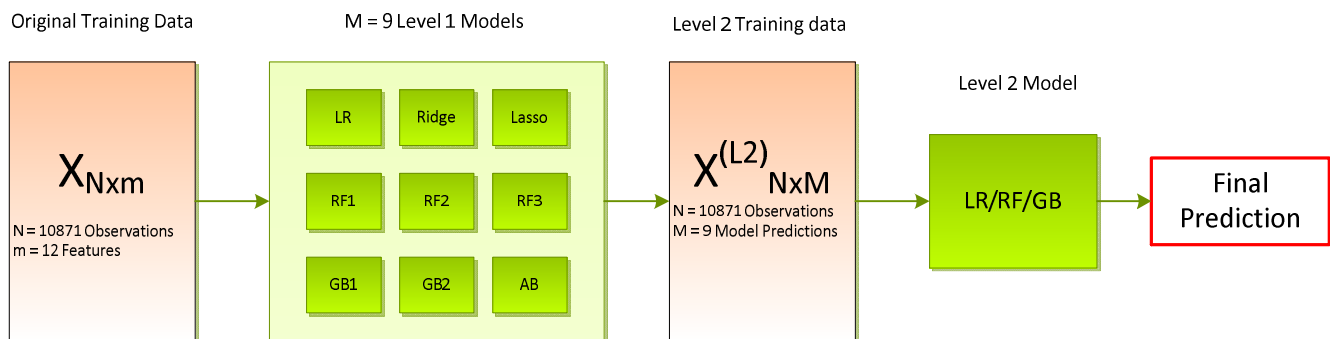 Original Training Data
M = 9 Level 1 Models
Level 2 Training data
Level 2 Model
X Nxm
N = 10871 Observations
m = 12 Features
LR
Ridge
Lasso
RF1
RF2
RF3
GB1
GB2
AB
X (L2) NxM
N = 10871 Observations
M = 9 Model Predictions
LR/RF/GB
Final
Prediction